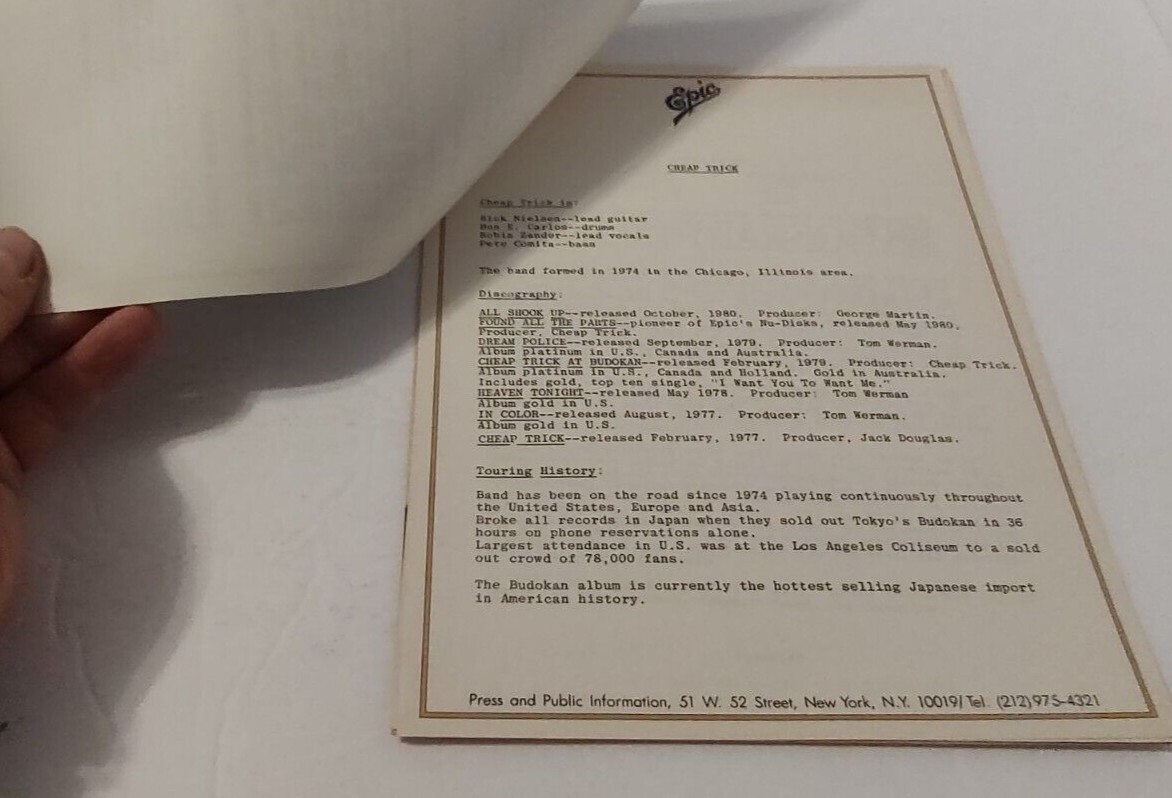 Epic
CHEAP TRICK
Cheap Trick is:
Rick Nielsen--lead guitar
Bun E. Carlos--drums
Robin Zander--lead vocals
Pete Comita--bass
The band formed in 1974 in the Chicago, Illinois area.
Discography:
ALL SHOOK UP--released October, 1980. Producer: George Martin.
FOUND ALL THE PARTS--pioneer of Epic's Nu-Disks, released May 1980.
Producer, Cheap Trick.
DREAM POLICE--released September, 1979. Producer: Tom Werman.
Album platinum in U.S., Canada and Australia.
CHEAP TRICK AT BUDOKAN--released February, 1979. Producer: Cheap Trick.
Album platinum in U.S., Canada and Holland. Gold in Australia.
Includes gold, top ten single, "I Want You To Want Me."
HEAVEN TONIGHT--released May 1978. Producer: Tom Werman
Album gold in U.S.
IN COLOR--released August, 1977. Producer: Tom Werman.
Album gold in U.S.
CHEAP TRICK--released February, 1977. Producer, Jack Douglas.
Touring History:
Band has been on the road since 1974 playing continuously throughout
the United States, Europe and Asia.
Broke all records in Japan when they sold out Tokyo's Budokan in 36
hours on phone reservations alone.
Largest attendance in U.S. was at the Los Angeles Coliseum to a sold
out crowd of 78,000 fans.
The Budokan album is currently the hottest selling Japanese import
in American history.
Press and Public Information, 51 W. 52 Street, New York, N.Y. 10019/Tel. (212)975-4321